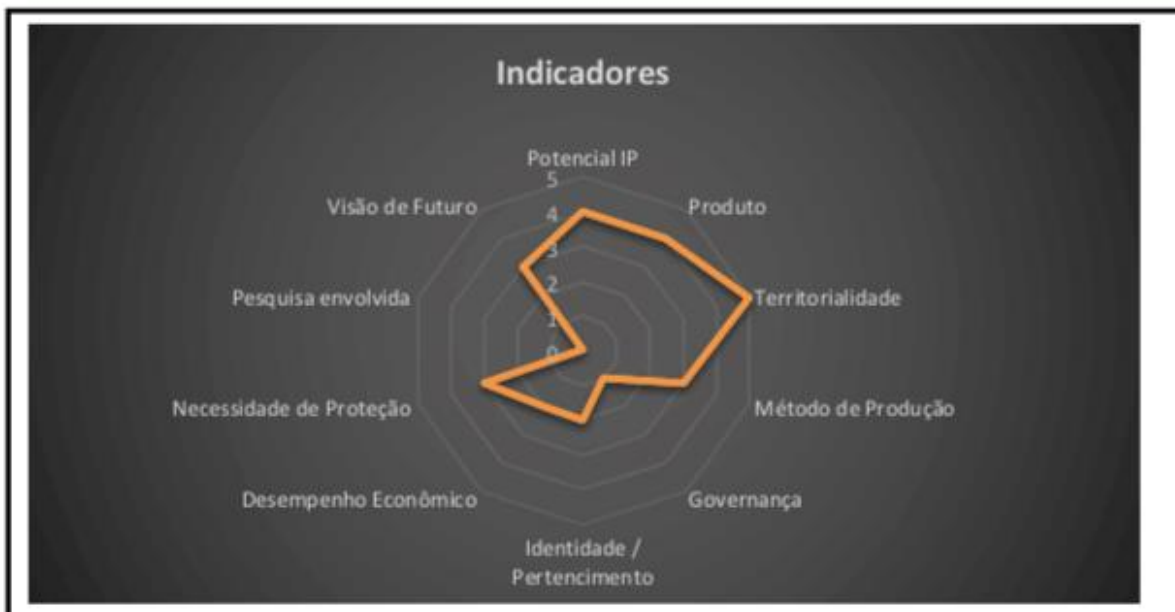 Indicadores
Potencial IP
5
Visão de Futuro
Produto
4
3
Pesquisa envolvida
Territorialidade
2
1
0
Necessidade de Proteção
Método de Produção
Desempenho Econômico
Governança
Identidade /
Pertencimento